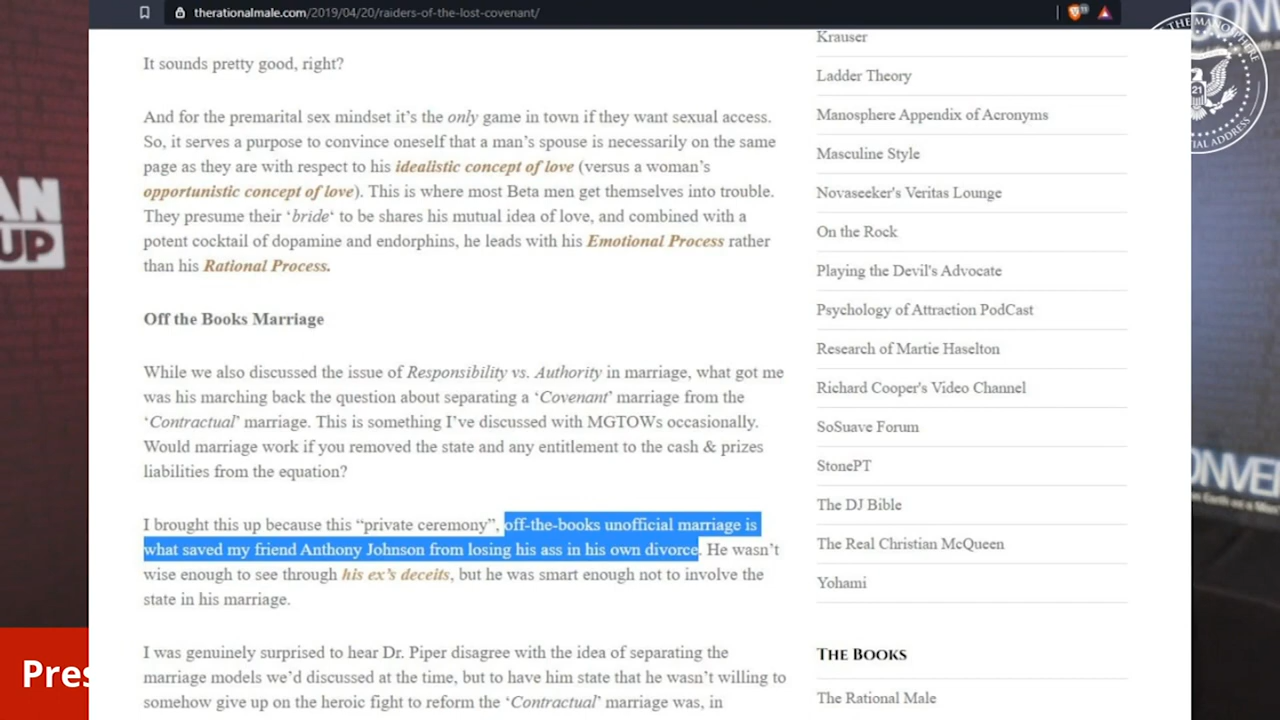 therationalmale.com/2019/04/20/raiders-of-the-lost-covenant/
It sounds pretty good, right?
And for the premarital sex mindset it's the only game in town if they want sexual access.
So, it serves a purpose to convince oneself that a man's spouse is necessarily on the same
page as they are with respect to his idealistic concept of love (versus a woman's
opportunistic concept of love). This is where most Beta men get themselves into trouble.
They presume their 'bride' to be shares his mutual idea of love, and combined with a
potent cocktail of dopamine and endorphins, he leads with his Emotional Process rather
than his Rational Process.
Off the Books Marriage
While we also discussed the issue of Responsibility vs. Authority in marriage, what got me
was his marching back the question about separating a 'Covenant' marriage from the
'Contractual' marriage. This is something I've discussed with MGTOWs occasionally.
Would marriage work if you removed the state and any entitlement to the cash & prizes
liabilities from the equation?
I brought this up because this “private ceremony”, off-the-books unofficial marriage is
what saved my friend Anthony Johnson from losing his ass in his own divorce. He wasn't
wise enough to see through his ex's deceits, but he was smart enough not to involve the
state in his marriage.
I was genuinely surprised to hear Dr. Piper disagree with the idea of separating the
marriage models we'd discussed at the time, but to have him state that he wasn't willing to
somehow give up on the heroic fight to reform the 'Contractual' marriage was, in
Krauser
Ladder Theory
Manosphere Appendix of Acronyms
Masculine Style
Novaseeker's Veritas Lounge
On the Rock
Playing the Devil's Advocate
Psychology of Attraction PodCast
Research of Martie Haselton
Richard Cooper's Video Channel
SoSuave Forum
StonePT
The DJ Bible
The Real Christian McQueen
Yohami
THE BOOKS
The Rational Male
AN
UP
Pres
THE MANOSPHERE
21
ADDRESS
CONV
ONVE